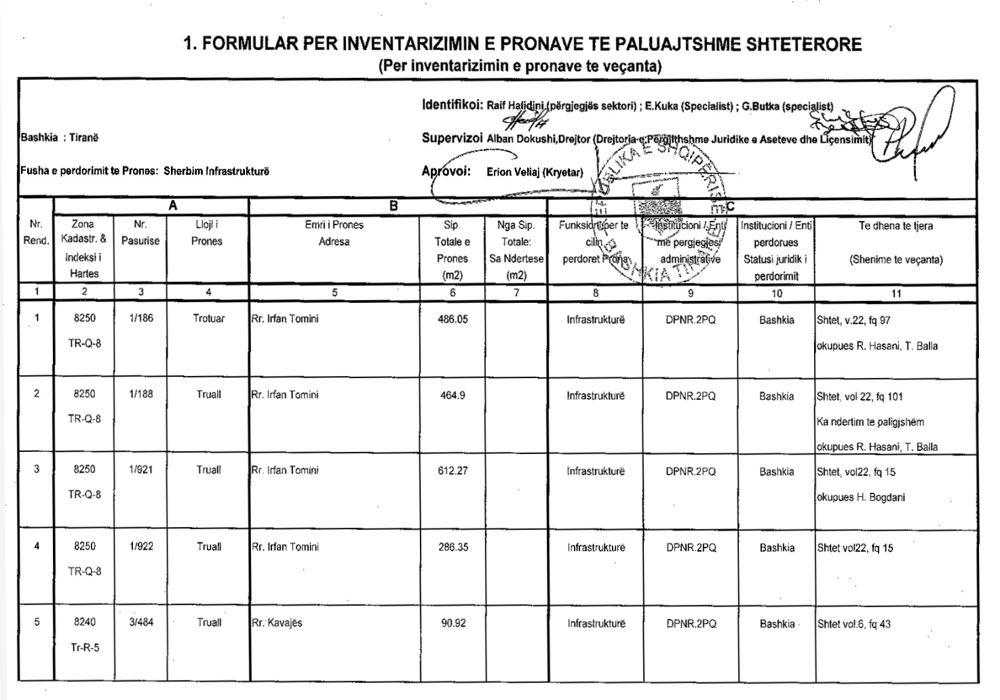 1. FORMULAR PER INVENTARIZIMIN E PRONAVE TE PALUAJTSHME SHTETERORE
(Per inventarizimin e pronave te veçanta)
Identifikoi: Raif Halidini (përgjegjës sektori) ; E.Kuka (Specialist) ; G.Butka (specialist)
Bashkia : Tiranë
Supervizoi Alban Dokushi,Drejtor (Drejtoria e Përgjithshme Juridike e Aseteve dhe Liçensimit)
Fusha e perdorimit te Prones: Sherbim Infrastrukturë
Aprovoi: Erion Veliaj (Kryetar)
REPUBLIKA E SHQIPËRISË
BASHKIA TIRANË
A B C
Nr. Rend.
Zona Kadastr. & Indeksi i Hartes
Nr. Pasurise
Lloji i Prones
Emri i Prones Adresa
Sip. Totale e Prones (m2)
Nga Sip. Totale: Sa Ndertese (m2)
Funksioni per te cilin perdoret Prona
Institucioni / Enti me pergjegjesi administrative
Institucioni / Enti perdorues Statusi juridik i perdorimit
Te dhena te tjera (Shenime te veçanta)
1 2 3 4 5 6 7 8 9 10 11
1 8250 1/186 Trotuar Rr. Irfan Tomini 486.05 Infrastrukturë DPNR.2PQ Bashkia Shtet, v.22, fq 97
TR-Q-8 okupues R. Hasani, T. Balla
2 8250 1/188 Truall Rr. Irfan Tomini 464.9 Infrastrukturë DPNR.2PQ Bashkia Shtet, vol 22, fq 101
TR-Q-8 Ka ndertim te paligjshëm
okupues R. Hasani, T. Balla
3 8250 1/921 Truall Rr. Irfan Tomini 612.27 Infrastrukturë DPNR.2PQ Bashkia Shtet, vol22, fq 15
TR-Q-8 okupues H. Bogdani
4 8250 1/922 Truall Rr. Irfan Tomini 286.35 Infrastrukturë DPNR.2PQ Bashkia Shtet vol22, fq 15
TR-Q-8
5 8240 3/484 Truall Rr. Kavajës 90.92 Infrastrukturë DPNR.2PQ Bashkia Shtet vol.6, fq 43
Tr-R-5